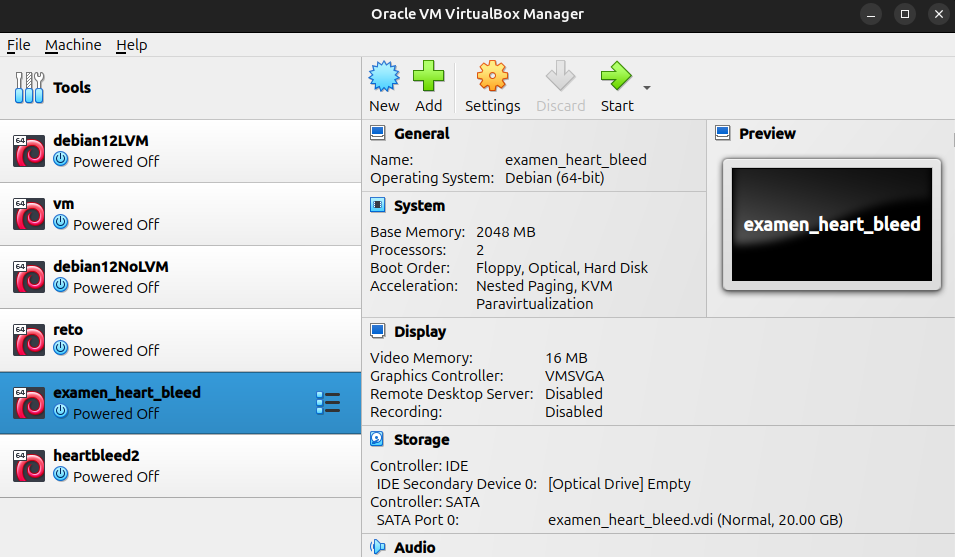 Oracle VM VirtualBox Manager
File Machine Help
Tools
New Add Settings Discard Start
64
debian12LVM
Powered Off
64
vm
Powered Off
64
debian12NoLVM
Powered Off
64
reto
Powered Off
64
examen_heart_bleed
Powered Off
64
heartbleed2
Powered Off
General
Name: examen_heart_bleed
Operating System: Debian (64-bit)
System
Base Memory: 2048 MB
Processors: 2
Boot Order: Floppy, Optical, Hard Disk
Acceleration: Nested Paging, KVM
Paravirtualization
Preview
examen_heart_bleed
Display
Video Memory: 16 MB
Graphics Controller: VMSVGA
Remote Desktop Server: Disabled
Recording: Disabled
Storage
Controller: IDE
IDE Secondary Device 0: [Optical Drive] Empty
Controller: SATA
SATA Port 0: examen_heart_bleed.vdi (Normal, 20.00 GB)
Audio